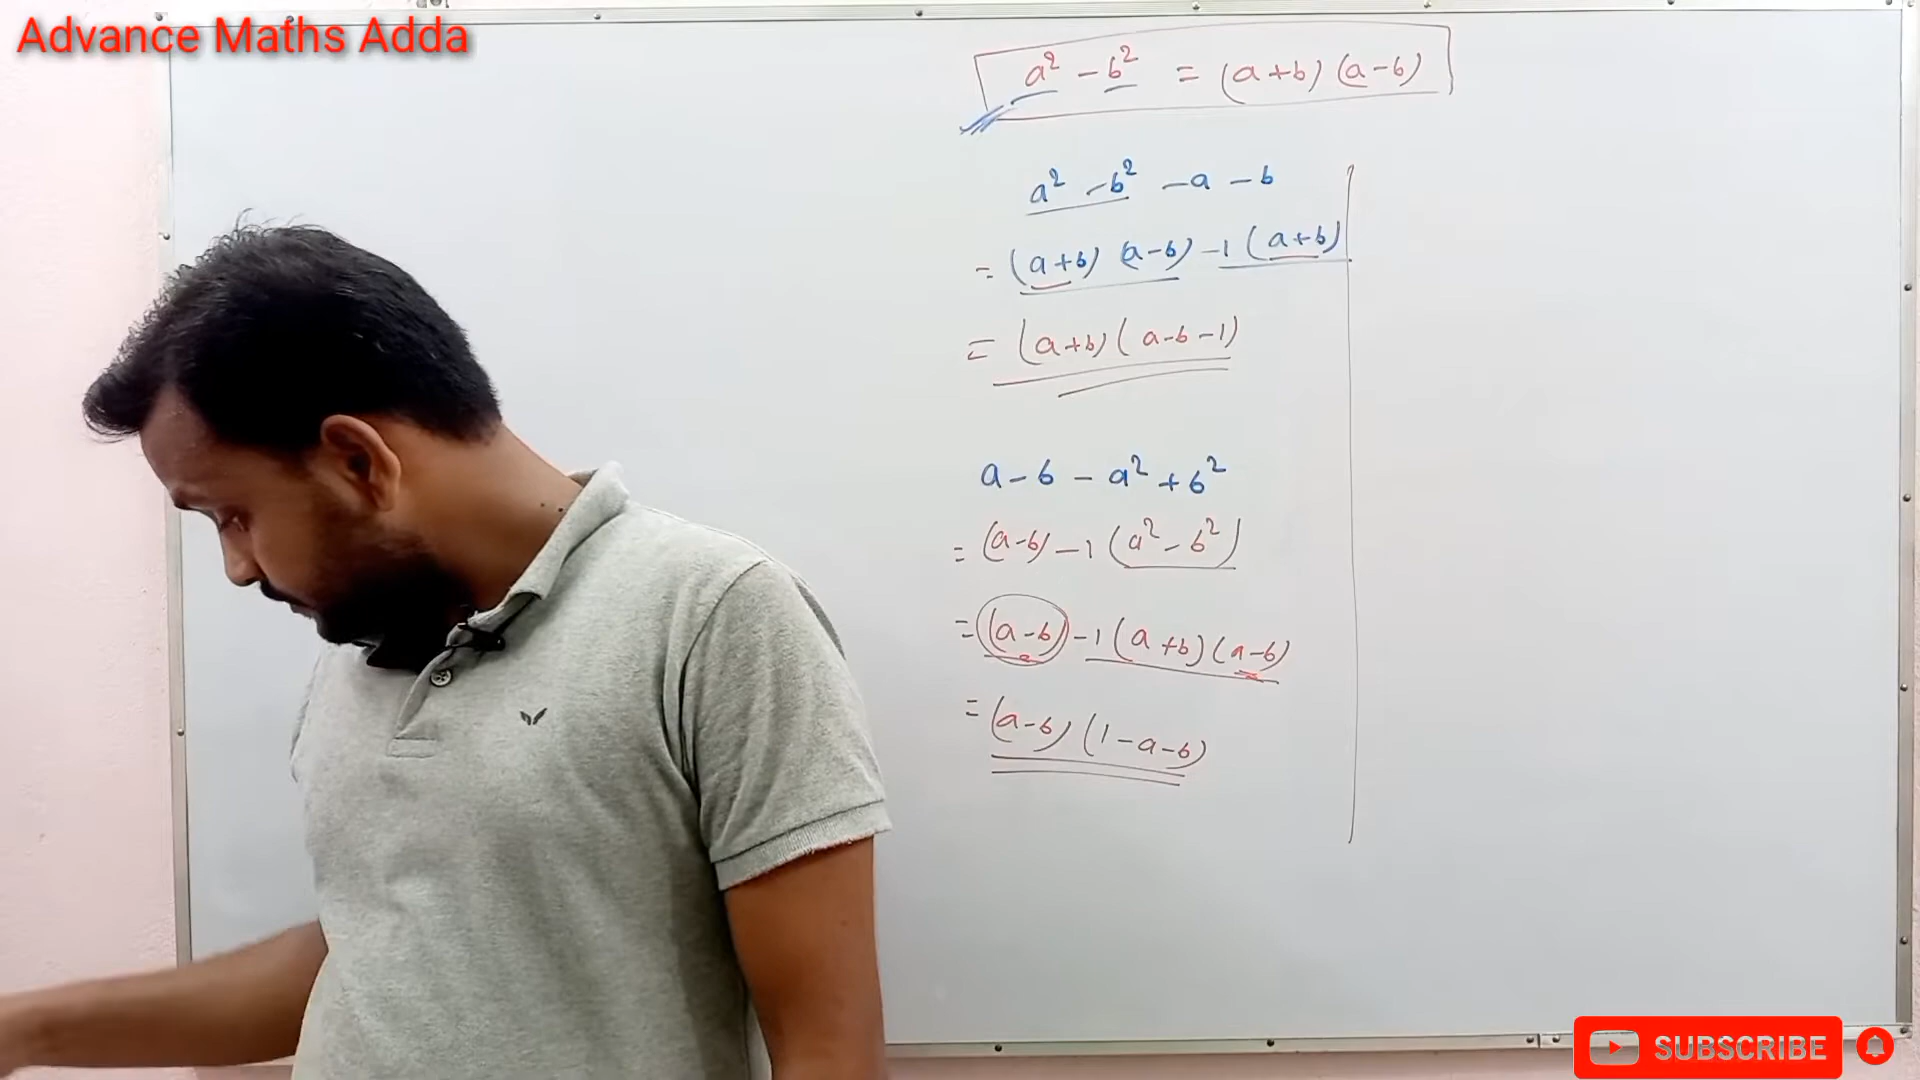 Advance Maths Adda
a² - b² = (a+b) (a-b)
a² - b² - a - b
= (a+b) (a-b) -1 (a+b)
= (a+b) (a-b-1)
a - b - a² + b²
= (a-b) -1 (a² - b²)
= (a-b) -1 (a+b) (a-b)
= (a-b) (1-a-b)
SUBSCRIBE